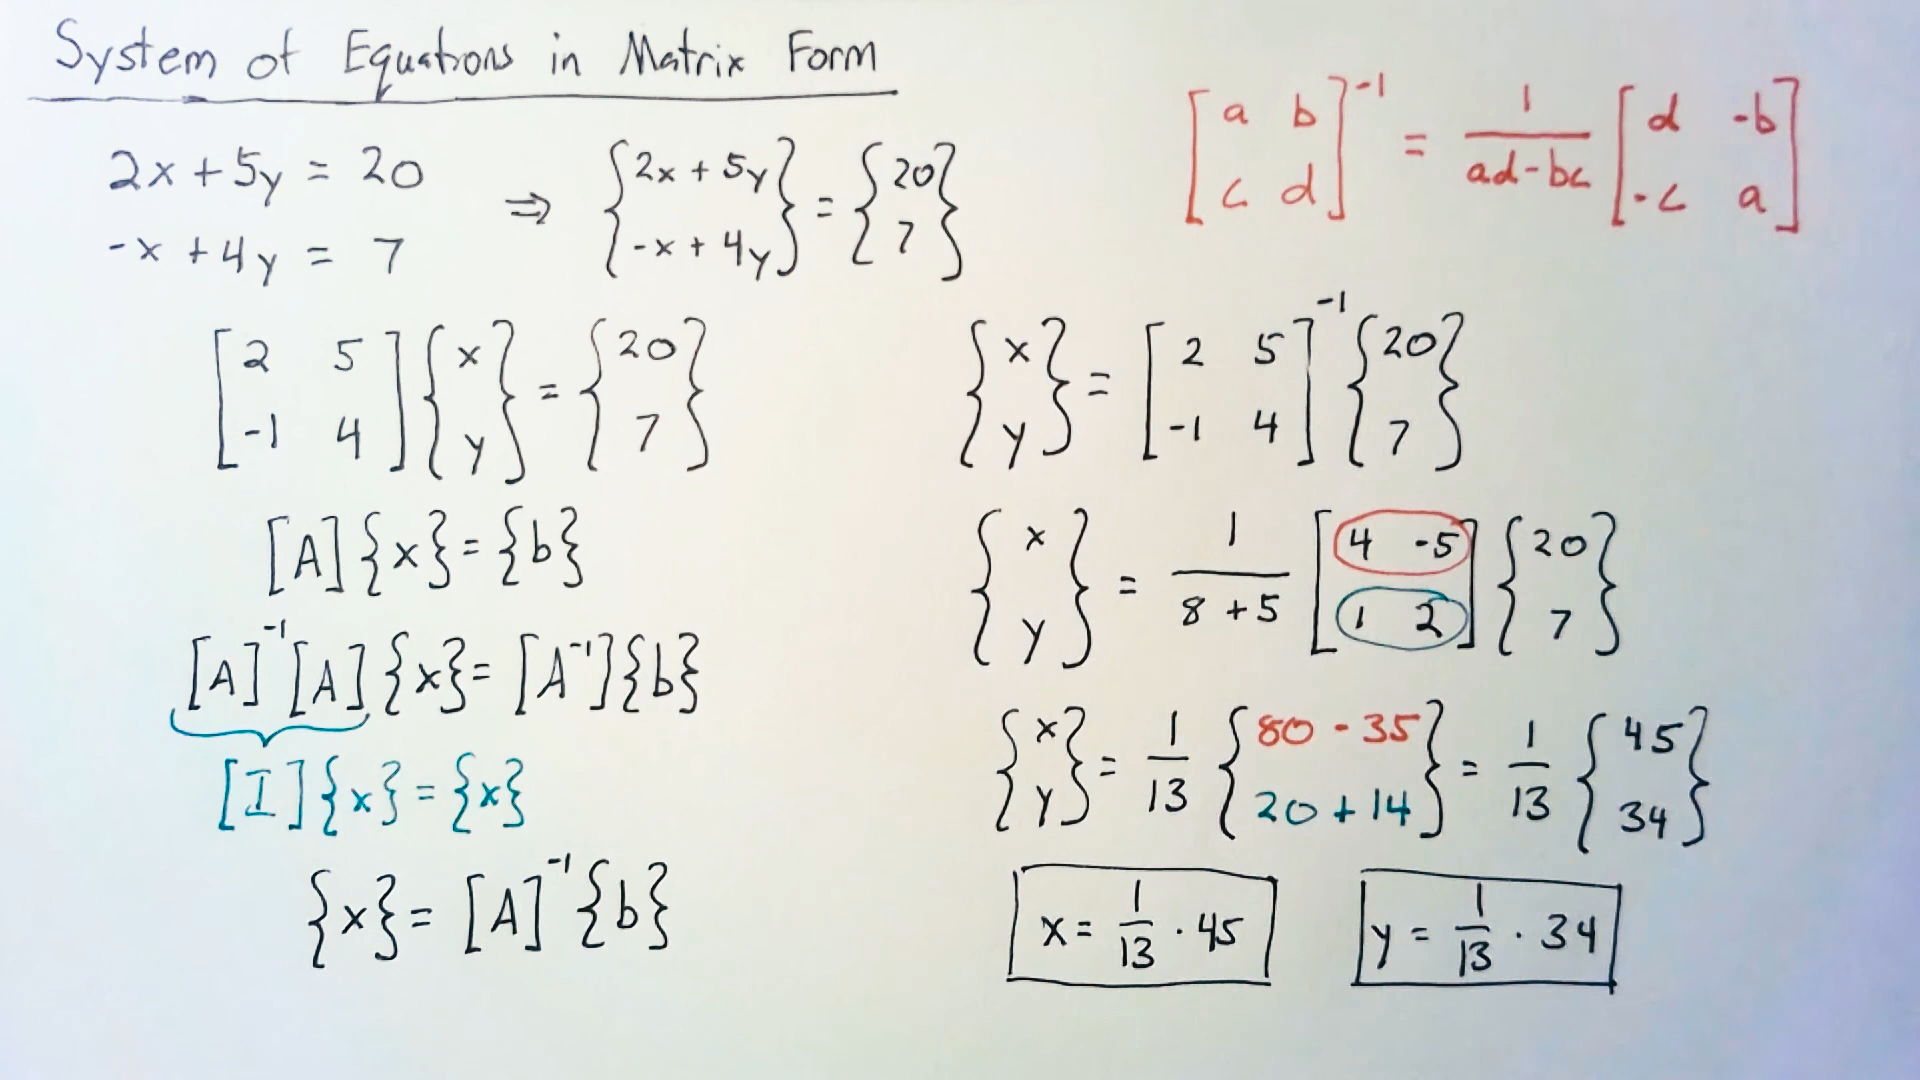 System of Equations in Matrix Form
2x + 5y = 20
-x + 4y = 7
⇒ {2x + 5y
-x + 4y} = {20
7}
[2 5
-1 4] {x
y} = {20
7}
[A]{x} = {b}
[A]⁻¹[A]{x} = [A⁻¹]{b}
[I]{x} = {x}
{x} = [A]⁻¹{b}
[a b
c d]⁻¹ = 1/(ad-bc) [d -b
-c a]
{x
y} = [2 5
-1 4]⁻¹ {20
7}
{x
y} = 1/(8+5) [4 -5
1 2] {20
7}
{x
y} = 1/13 {80 - 35
20 + 14} = 1/13 {45
34}
x = 1/13 · 45
y = 1/13 · 34